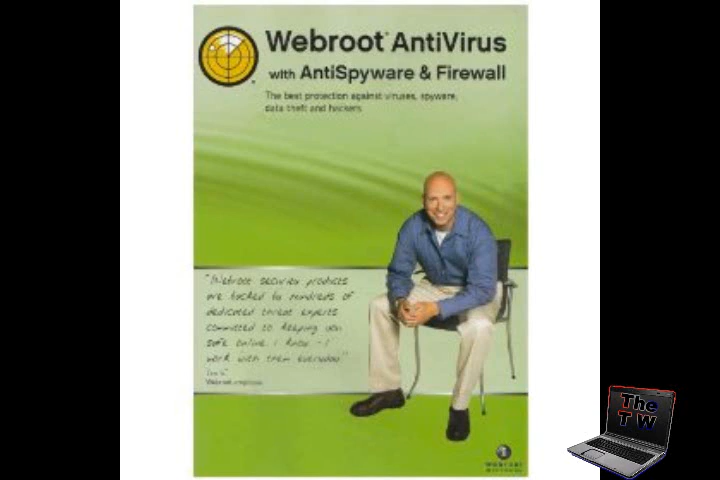 Webroot® AntiVirus
with AntiSpyware & Firewall
The best protection against viruses, spyware,
data theft and hackers
"Webroot security products
are backed by hundreds of
dedicated threat experts
committed to keeping you
safe online. I know - I
work with them everyday"
Webroot employee
webroot
The
T W